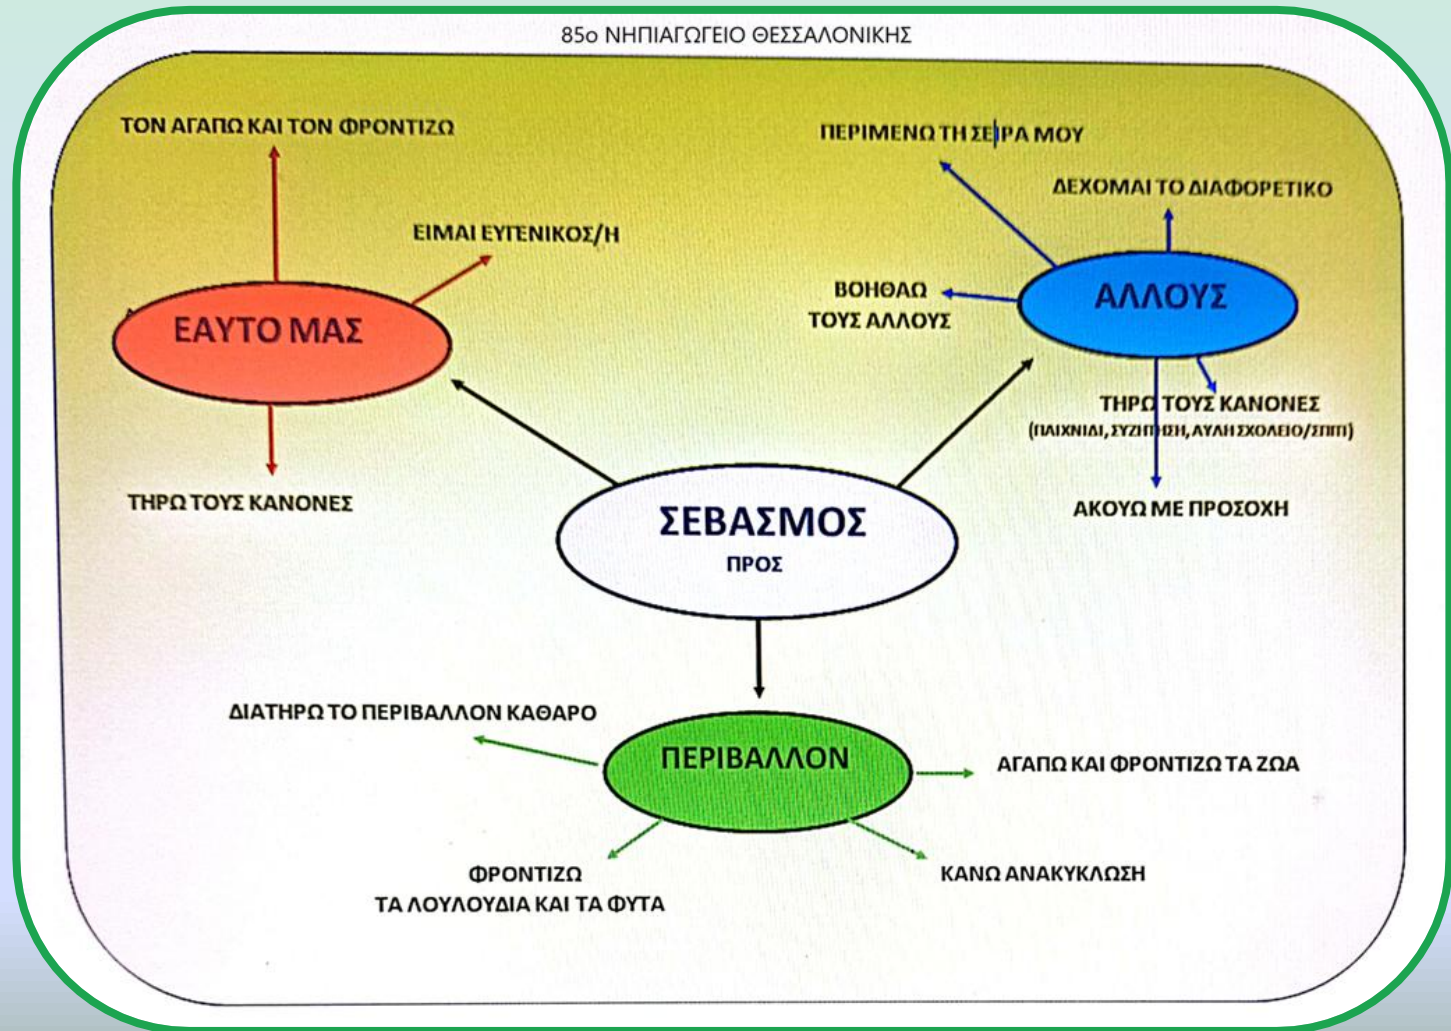 85ο ΝΗΠΙΑΓΩΓΕΙΟ ΘΕΣΣΑΛΟΝΙΚΗΣ
ΤΟΝ ΑΓΑΠΩ ΚΑΙ ΤΟΝ ΦΡΟΝΤΙΖΩ
ΕΙΜΑΙ ΕΥΓΕΝΙΚΟΣ/Η
ΕΑΥΤΟ ΜΑΣ
ΤΗΡΩ ΤΟΥΣ ΚΑΝΟΝΕΣ
ΠΕΡΙΜΕΝΩ ΤΗ ΣΕΙΡΑ ΜΟΥ
ΔΕΧΟΜΑΙ ΤΟ ΔΙΑΦΟΡΕΤΙΚΟ
ΒΟΗΘΑΩ
ΤΟΥΣ ΑΛΛΟΥΣ
ΑΛΛΟΥΣ
ΤΗΡΩ ΤΟΥΣ ΚΑΝΟΝΕΣ
(ΠΑΙΧΝΙΔΙ, ΣΥΖΗΤΗΣΗ, ΑΥΛΗ ΣΧΟΛΕΙΟ/ΣΠΙΤΙ)
ΑΚΟΥΩ ΜΕ ΠΡΟΣΟΧΗ
ΣΕΒΑΣΜΟΣ
ΠΡΟΣ
ΔΙΑΤΗΡΩ ΤΟ ΠΕΡΙΒΑΛΛΟΝ ΚΑΘΑΡΟ
ΠΕΡΙΒΑΛΛΟΝ
ΑΓΑΠΩ ΚΑΙ ΦΡΟΝΤΙΖΩ ΤΑ ΖΩΑ
ΦΡΟΝΤΙΖΩ
ΤΑ ΛΟΥΛΟΥΔΙΑ ΚΑΙ ΤΑ ΦΥΤΑ
ΚΑΝΩ ΑΝΑΚΥΚΛΩΣΗ